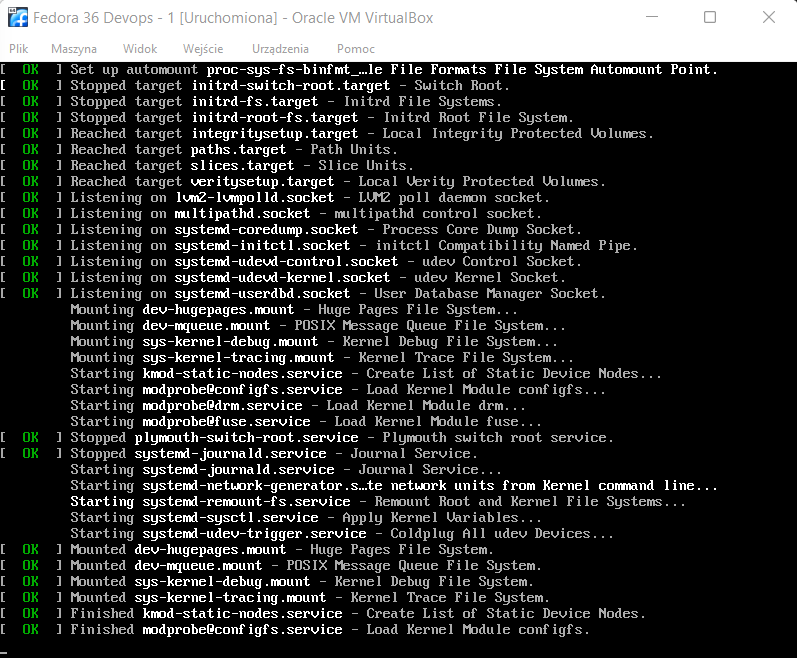 Fedora 36 Devops - 1 [Uruchomiona] - Oracle VM VirtualBox
Plik Maszyna Widok Wejście Urządzenia Pomoc
[ OK ] Set up automount proc-sys-fs-binfmt_…le File Formats File System Automount Point.
[ OK ] Stopped target initrd-switch-root.target - Switch Root.
[ OK ] Stopped target initrd-fs.target - Initrd File Systems.
[ OK ] Stopped target initrd-root-fs.target - Initrd Root File System.
[ OK ] Reached target integritysetup.target - Local Integrity Protected Volumes.
[ OK ] Reached target paths.target - Path Units.
[ OK ] Reached target slices.target - Slice Units.
[ OK ] Reached target veritysetup.target - Local Verity Protected Volumes.
[ OK ] Listening on lvm2-lvmpolld.socket - LVM2 poll daemon socket.
[ OK ] Listening on multipathd.socket - multipathd control socket.
[ OK ] Listening on systemd-coredump.socket - Process Core Dump Socket.
[ OK ] Listening on systemd-initctl.socket - initctl Compatibility Named Pipe.
[ OK ] Listening on systemd-udevd-control.socket - udev Control Socket.
[ OK ] Listening on systemd-udevd-kernel.socket - udev Kernel Socket.
[ OK ] Listening on systemd-userdbd.socket - User Database Manager Socket.
Mounting dev-hugepages.mount - Huge Pages File System...
Mounting dev-mqueue.mount - POSIX Message Queue File System...
Mounting sys-kernel-debug.mount - Kernel Debug File System...
Mounting sys-kernel-tracing.mount - Kernel Trace File System...
Starting kmod-static-nodes.service - Create List of Static Device Nodes...
Starting modprobe@configfs.service - Load Kernel Module configfs...
Starting modprobe@drm.service - Load Kernel Module drm...
Starting modprobe@fuse.service - Load Kernel Module fuse...
[ OK ] Stopped plymouth-switch-root.service - Plymouth switch root service.
[ OK ] Stopped systemd-journald.service - Journal Service.
Starting systemd-journald.service - Journal Service...
Starting systemd-network-generator.s…te network units from Kernel command line...
Starting systemd-remount-fs.service - Remount Root and Kernel File Systems...
Starting systemd-sysctl.service - Apply Kernel Variables...
Starting systemd-udev-trigger.service - Coldplug All udev Devices...
[ OK ] Mounted dev-hugepages.mount - Huge Pages File System.
[ OK ] Mounted dev-mqueue.mount - POSIX Message Queue File System.
[ OK ] Mounted sys-kernel-debug.mount - Kernel Debug File System.
[ OK ] Mounted sys-kernel-tracing.mount - Kernel Trace File System.
[ OK ] Finished kmod-static-nodes.service - Create List of Static Device Nodes.
[ OK ] Finished modprobe@configfs.service - Load Kernel Module configfs.